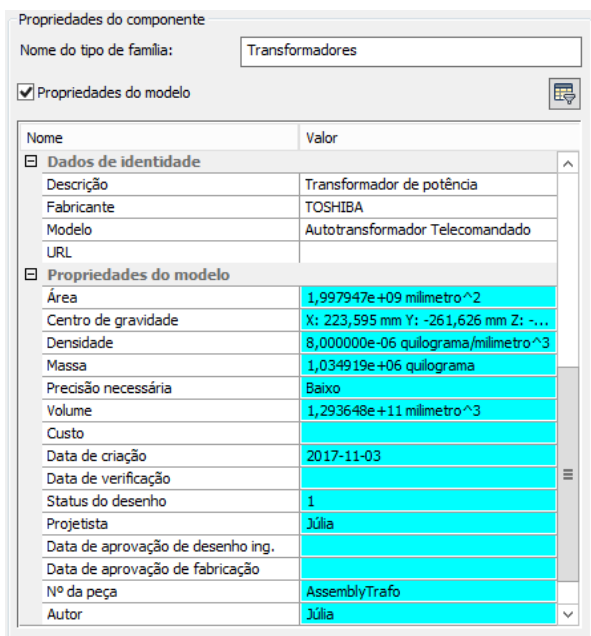 Propriedades do componente
Nome do tipo de família: Transformadores
Propriedades do modelo
Nome Valor
Dados de identidade
Descrição Transformador de potência
Fabricante TOSHIBA
Modelo Autotransformador Telecomandado
URL
Propriedades do modelo
Área 1,997947e+09 milimetro^2
Centro de gravidade X: 223,595 mm Y: -261,626 mm Z: -...
Densidade 8,000000e-06 quilograma/milimetro^3
Massa 1,034919e+06 quilograma
Precisão necessária Baixo
Volume 1,293648e+11 milimetro^3
Custo
Data de criação 2017-11-03
Data de verificação
Status do desenho 1
Projetista Júlia
Data de aprovação de desenho ing.
Data de aprovação de fabricação
Nº da peça AssemblyTrafo
Autor Júlia